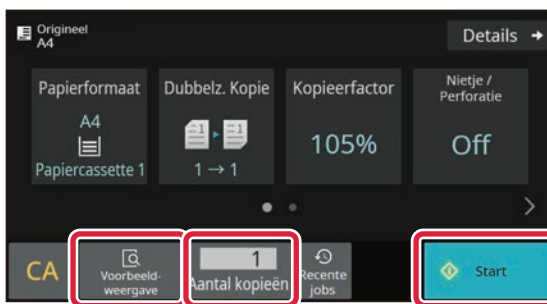 Origineel
A4
Details
Papierformaat
A4
Papiercassette 1
Dubbelz. Kopie
1 → 1
Kopieerfactor
105%
Nietje /
Perforatie
Off
CA
Voorbeeld-
weergave
1
Aantal kopieën
Recente
jobs
Start